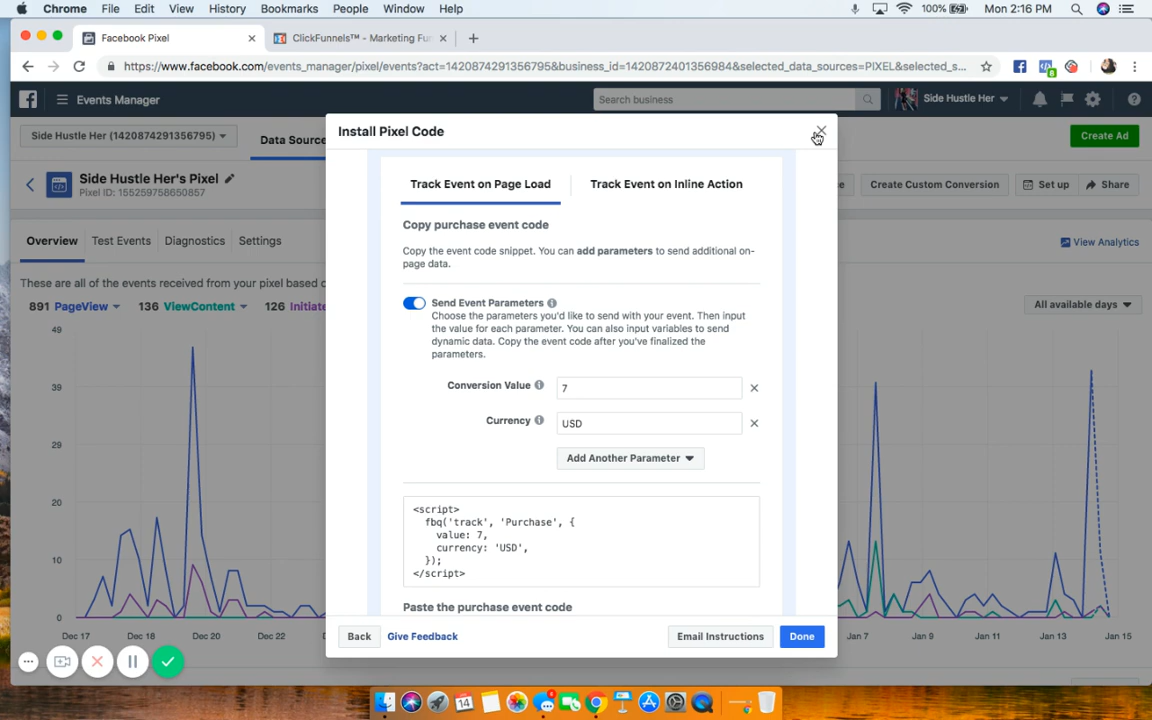 Chrome File Edit View History Bookmarks People Window Help 100% Mon 2:16 PM
Facebook Pixel ClickFunnels™ - Marketing Fun
https://www.facebook.com/events_manager/pixel/events?act=1420874291356795&business_id=1420872401356984&selected_data_sources=PIXEL&selected_s... 8
Events Manager Search business Side Hustle Her
Install Pixel Code
Side Hustle Her (1420874291356795) Data Source Create Ad
Side Hustle Her's Pixel
Pixel ID: 155259758650857
Create Custom Conversion Set up Share
Track Event on Page Load Track Event on Inline Action
Overview Test Events Diagnostics Settings View Analytics
Copy purchase event code
Copy the event code snippet. You can add parameters to send additional on-
page data.
These are all of the events received from your pixel based o
891 PageView 136 ViewContent 126 Initiate All available days
Send Event Parameters
Choose the parameters you'd like to send with your event. Then input
the value for each parameter. You can also input variables to send
dynamic data. Copy the event code after you've finalized the
parameters.
Conversion Value 7
Currency USD
Add Another Parameter
<script>
fbq('track', 'Purchase', {
value: 7,
currency: 'USD',
});
</script>
Paste the purchase event code
Back Give Feedback Email Instructions Done
49
39
29
20
10
0
Dec 17 Dec 18 Dec 20 Dec 22 Jan 7 Jan 9 Jan 11 Jan 13 Jan 15
14